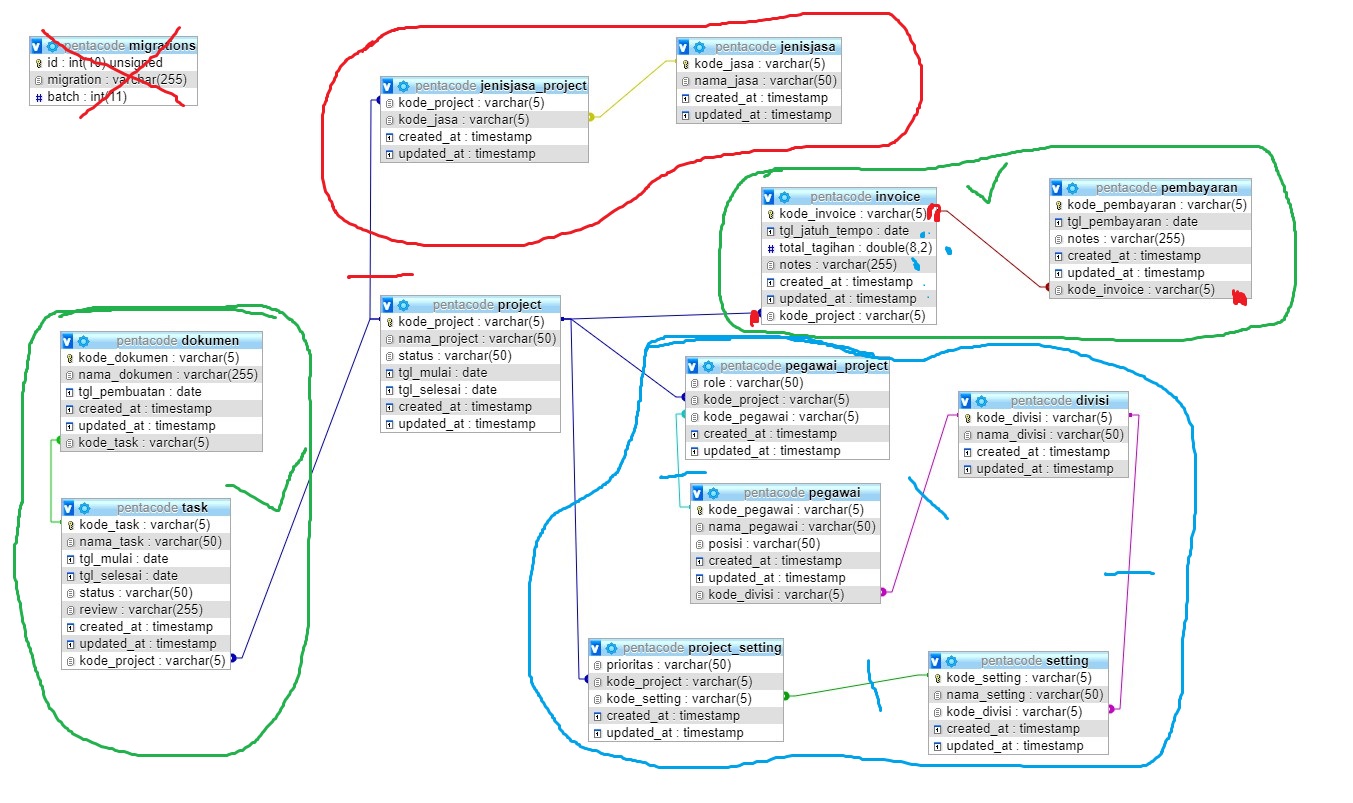 pentacode migrations
id : int(10) unsigned
migration : varchar(255)
# batch : int(11)
pentacode jenisjasa_project
kode_project : varchar(5)
kode_jasa : varchar(5)
created_at : timestamp
updated_at : timestamp
pentacode jenisjasa
kode_jasa : varchar(5)
nama_jasa : varchar(50)
created_at : timestamp
updated_at : timestamp
pentacode invoice
kode_invoice : varchar(5)
tgl_jatuh_tempo : date
# total_tagihan : double(8,2)
notes : varchar(255)
created_at : timestamp
updated_at : timestamp
kode_project : varchar(5)
pentacode pembayaran
kode_pembayaran : varchar(5)
tgl_pembayaran : date
notes : varchar(255)
created_at : timestamp
updated_at : timestamp
kode_invoice : varchar(5)
pentacode project
kode_project : varchar(5)
nama_project : varchar(50)
status : varchar(50)
tgl_mulai : date
tgl_selesai : date
created_at : timestamp
updated_at : timestamp
pentacode dokumen
kode_dokumen : varchar(5)
nama_dokumen : varchar(255)
tgl_pembuatan : date
created_at : timestamp
updated_at : timestamp
kode_task : varchar(5)
pentacode task
kode_task : varchar(5)
nama_task : varchar(50)
tgl_mulai : date
tgl_selesai : date
status : varchar(50)
review : varchar(255)
created_at : timestamp
updated_at : timestamp
kode_project : varchar(5)
pentacode pegawai_project
role : varchar(50)
kode_project : varchar(5)
kode_pegawai : varchar(5)
created_at : timestamp
updated_at : timestamp
pentacode divisi
kode_divisi : varchar(5)
nama_divisi : varchar(50)
created_at : timestamp
updated_at : timestamp
pentacode pegawai
kode_pegawai : varchar(5)
nama_pegawai : varchar(50)
posisi : varchar(50)
created_at : timestamp
updated_at : timestamp
kode_divisi : varchar(5)
pentacode project_setting
prioritas : varchar(50)
kode_project : varchar(5)
kode_setting : varchar(5)
created_at : timestamp
updated_at : timestamp
pentacode setting
kode_setting : varchar(5)
nama_setting : varchar(50)
kode_divisi : varchar(5)
created_at : timestamp
updated_at : timestamp